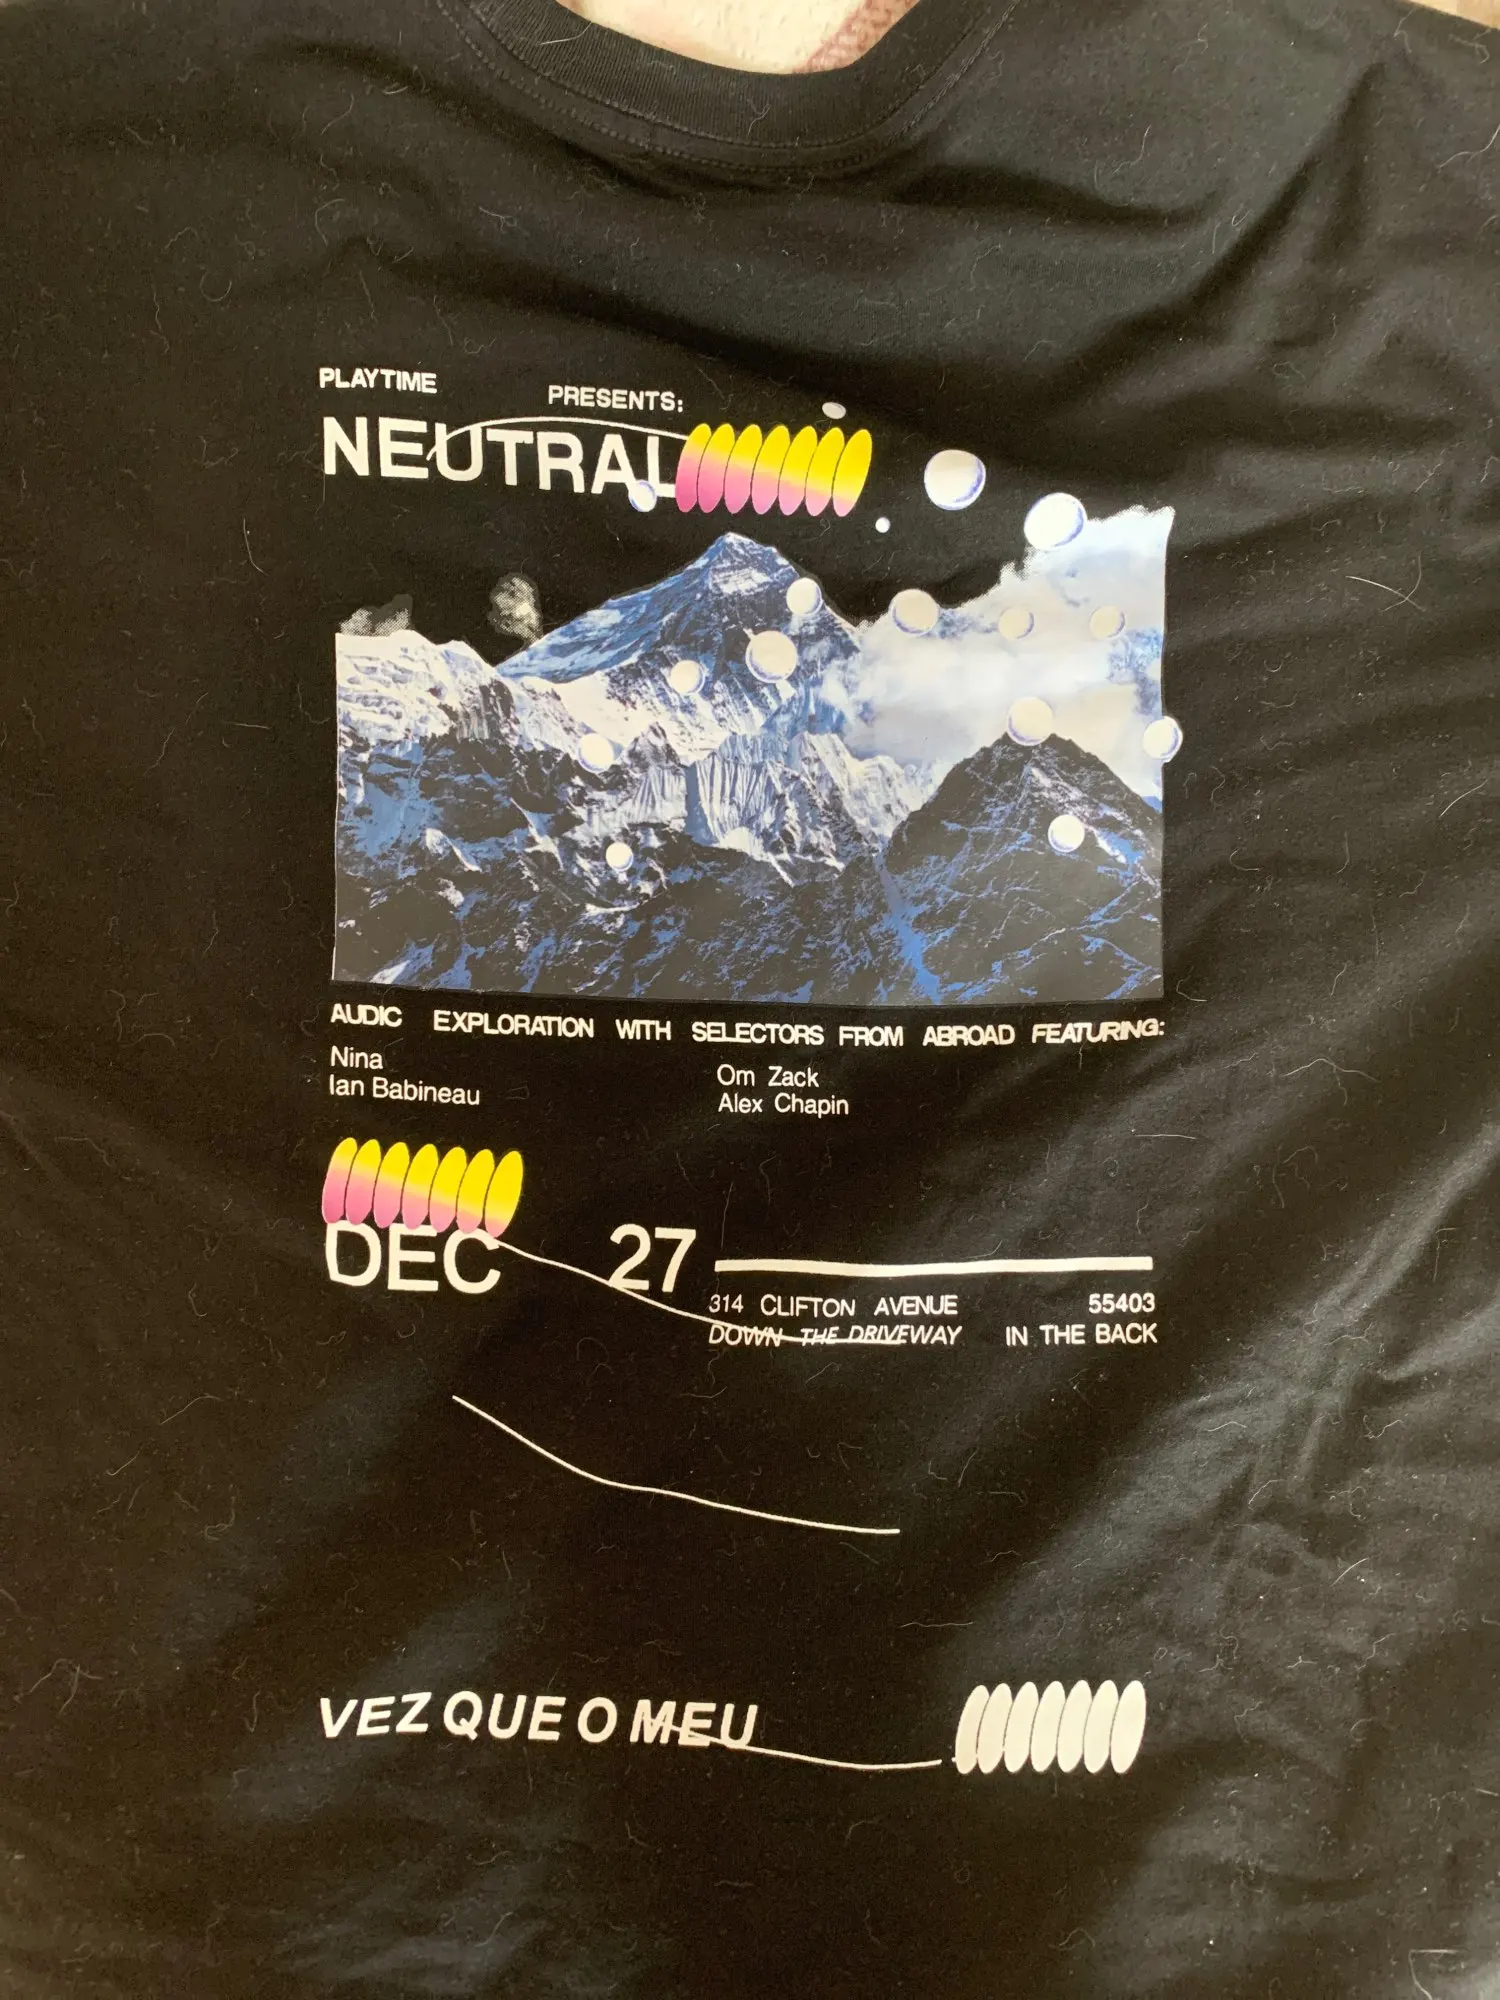 PLAYTIME PRESENTS:
NEUTRAL
AUDIC EXPLORATION WITH SELECTORS FROM ABROAD FEATURING:
Nina
Ian Babineau
Om Zack
Alex Chapin
DEC 27
314 CLIFTON AVENUE 55403
DOWN THE DRIVEWAY IN THE BACK
VEZ QUE O MEU